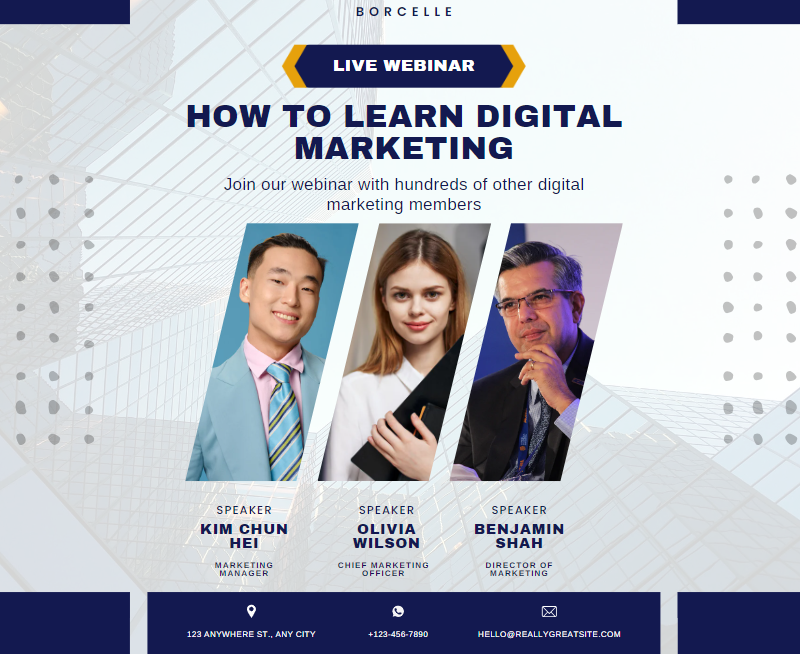 BORCELLE
LIVE WEBINAR
HOW TO LEARN DIGITAL
MARKETING
Join our webinar with hundreds of other digital
marketing members
SPEAKER
KIM CHUN
HEI
MARKETING
MANAGER
SPEAKER
OLIVIA
WILSON
CHIEF MARKETING
OFFICER
SPEAKER
BENJAMIN
SHAH
DIRECTOR OF
MARKETING
123 ANYWHERE ST., ANY CITY
+123-456-7890
HELLO@REALLYGREATSITE.COM